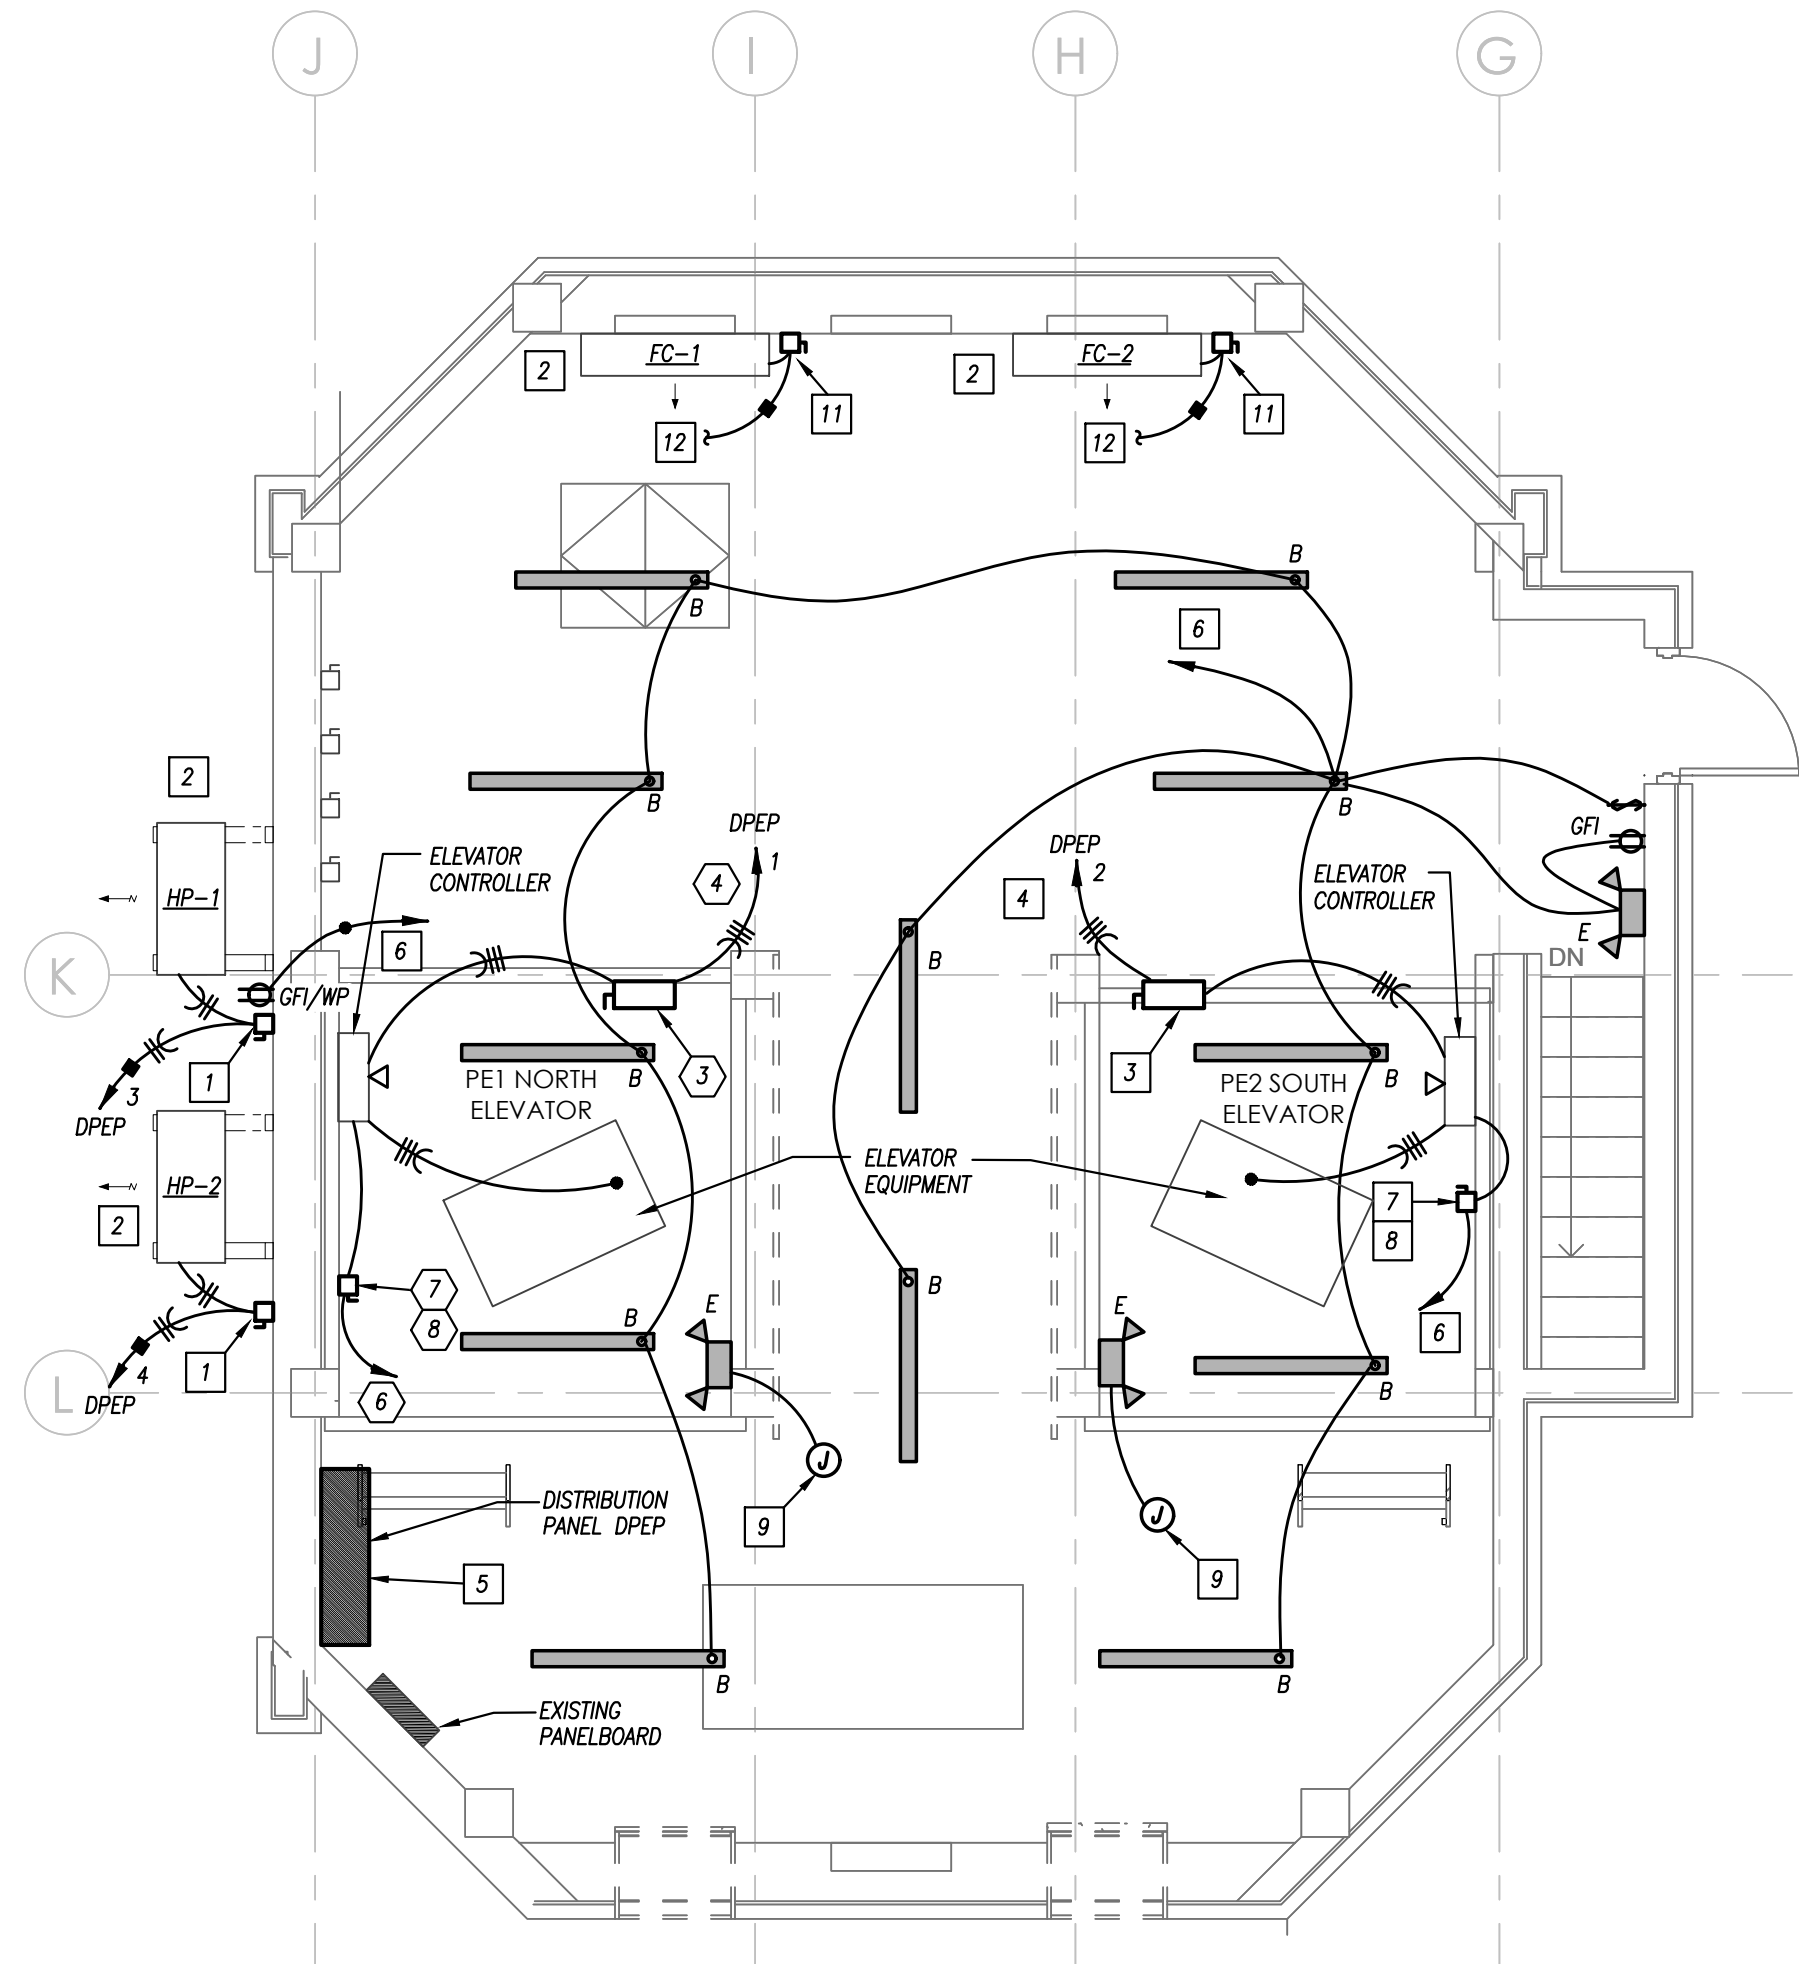 J
I
H
G
FC-1
FC-2
2
2
11
11
12
12
B
B
6
2
B
B
DPEP
1
GFI
DPEP
2
ELEVATOR
CONTROLLER
ELEVATOR
CONTROLLER
4
4
HP-1
E
6
B
DN
K
GFI/WP
1
3
DPEP
PE1 NORTH
ELEVATOR
B
3
3
PE2 SOUTH
ELEVATOR
B
ELEVATOR
EQUIPMENT
HP-2
2
7
8
7
8
B
E
E
6
1
4
DPEP
L
6
B
J
9
J
9
DISTRIBUTION
PANEL DPEP
5
B
B
EXISTING
PANELBOARD